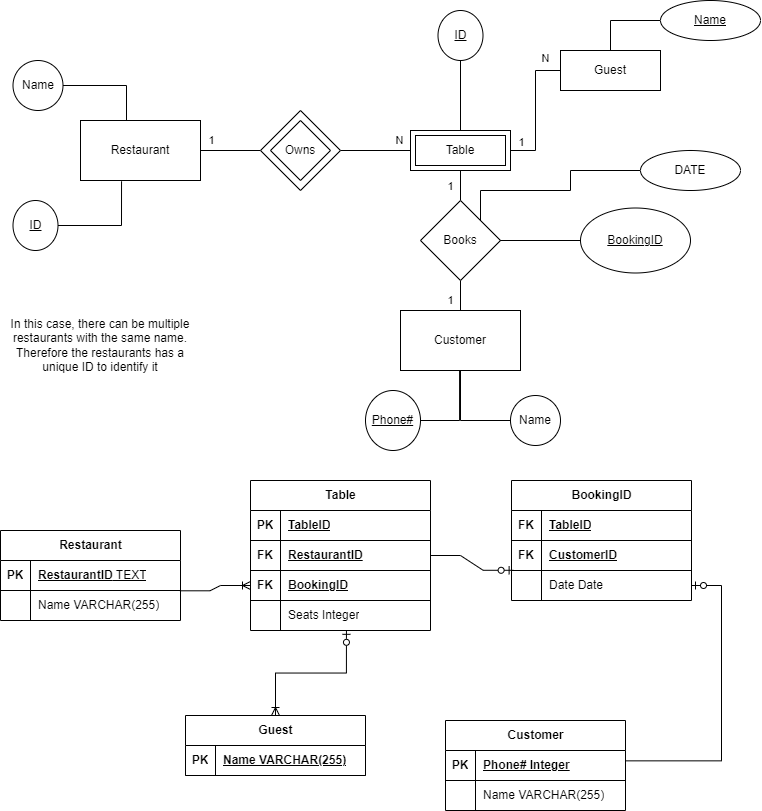 Name
ID
Name
Guest
N
Restaurant
1
Owns
N
Table
1
1
DATE
ID
Books
BookingID
1
In this case, there can be multiple
restaurants with the same name.
Therefore the restaurants has a
unique ID to identify it
Customer
Phone#
Name
Table
PK TableID
FK RestaurantID
FK BookingID
Seats Integer
BookingID
FK TableID
FK CustomerID
Date Date
Restaurant
PK RestaurantID TEXT
Name VARCHAR(255)
Guest
PK Name VARCHAR(255)
Customer
PK Phone# Integer
Name VARCHAR(255)